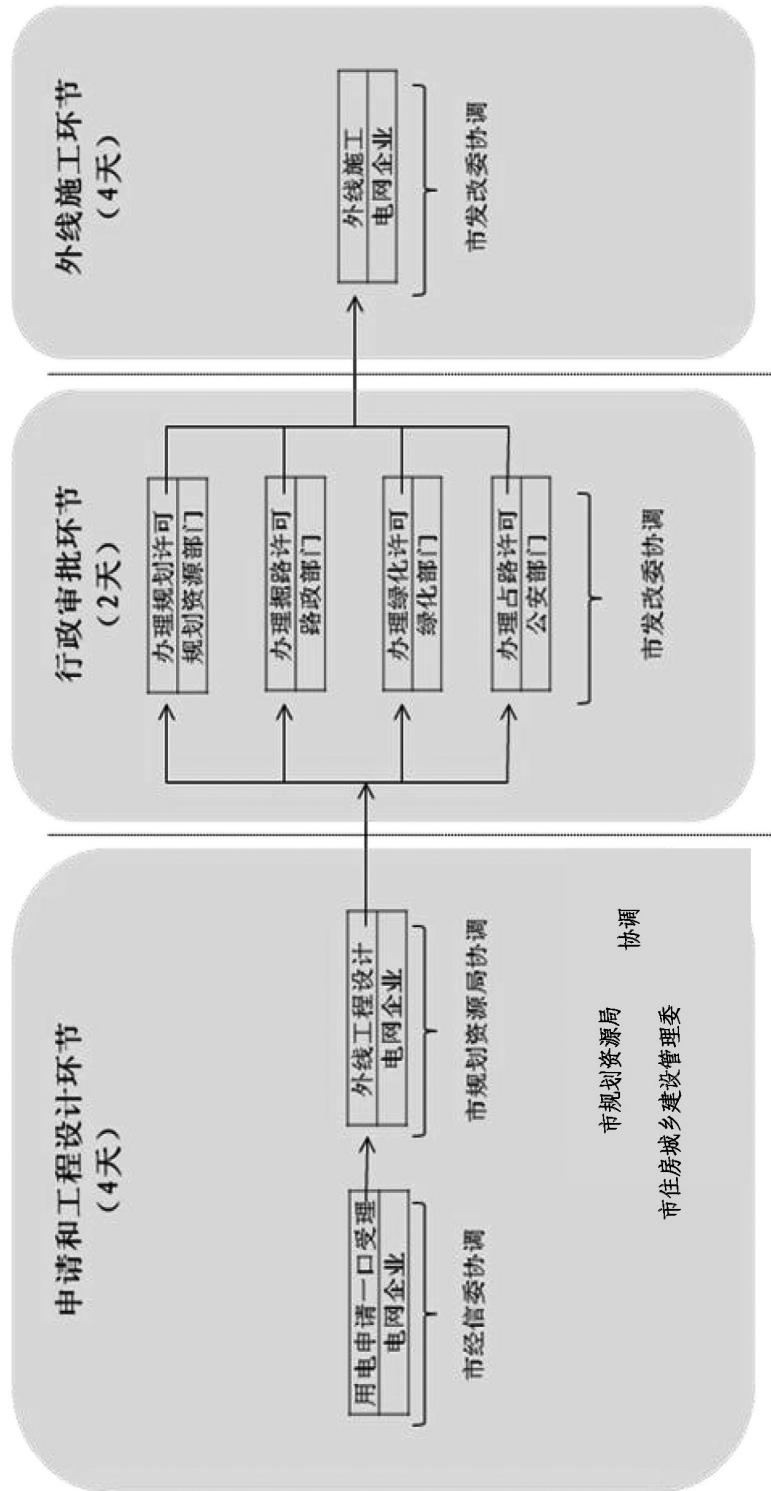 申请和工程设计环节
（4天）
用电申请一口受理
电网企业
市经信委协调
外线工程设计
电网企业
市规划资源局协调
市规划资源局
市住房城乡建设管理委
协调
行政审批环节
（2天）
办理规划许可
规划资源部门
办理掘路许可
路政部门
办理绿化许可
绿化部门
办理占路许可
公安部门
市发改委协调
外线施工环节
（4天）
外线施工
电网企业
市发改委协调